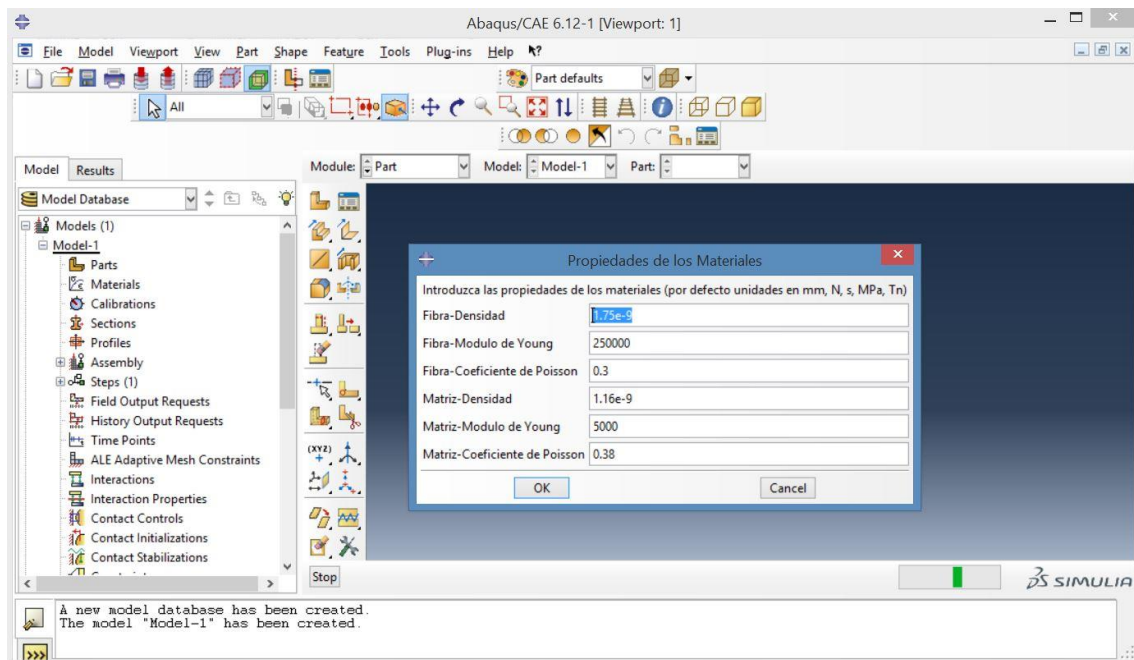 Abaqus/CAE 6.12-1 [Viewport: 1]
File Model Viewport View Part Shape Feature Tools Plug-ins Help
Part defaults
All
Model Results
Module: Part Model: Model-1 Part:
Model Database
Models (1)
Model-1
Parts
Materials
Calibrations
Sections
Profiles
Assembly
Steps (1)
Field Output Requests
History Output Requests
Time Points
ALE Adaptive Mesh Constraints
Interactions
Interaction Properties
Contact Controls
Contact Initializations
Contact Stabilizations
(XYZ)
Propiedades de los Materiales
Introduzca las propiedades de los materiales (por defecto unidades en mm, N, s, MPa, Tn)
Fibra-Densidad 1.75e-9
Fibra-Modulo de Young 250000
Fibra-Coeficiente de Poisson 0.3
Matriz-Densidad 1.16e-9
Matriz-Modulo de Young 5000
Matriz-Coeficiente de Poisson 0.38
OK Cancel
Stop
SIMULIA
A new model database has been created.
The model "Model-1" has been created.
>>>